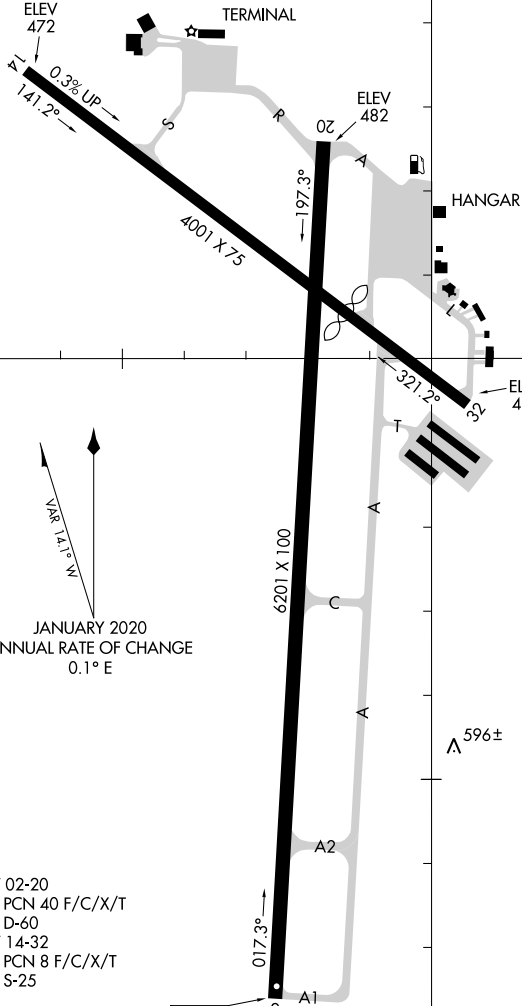 ELEV
472
TERMINAL
14
0.3% UP
141.2°
S
R
ELEV
482
20
A
197.3°
HANGAR
4001 X 75
L
321.2°
EL
4
32
T
VAR 14.1° W
A
6201 X 100
C
JANUARY 2020
NNUAL RATE OF CHANGE
0.1° E
A
596±
A2
02-20
PCN 40 F/C/X/T
D-60
14-32
PCN 8 F/C/X/T
S-25
017.3°
A1